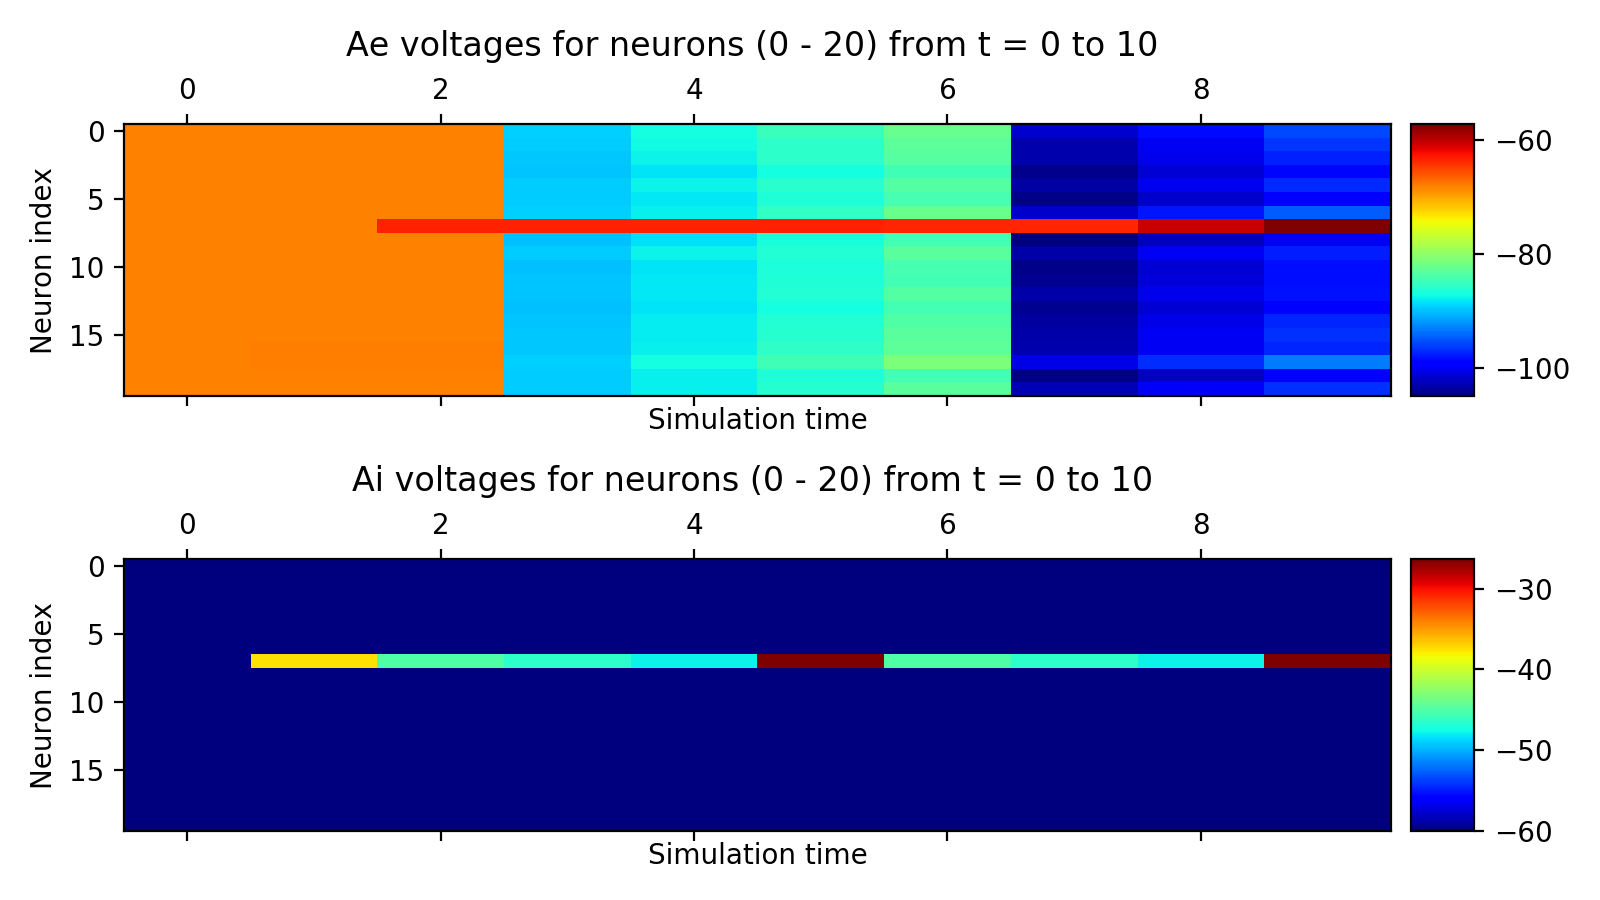 Ae voltages for neurons (0 - 20) from t = 0 to 10
0 2 4 6 8
Neuron index
0
5
10
15
−60
−80
−100
Simulation time
Ai voltages for neurons (0 - 20) from t = 0 to 10
0 2 4 6 8
Neuron index
0
5
10
15
−30
−40
−50
−60
Simulation time